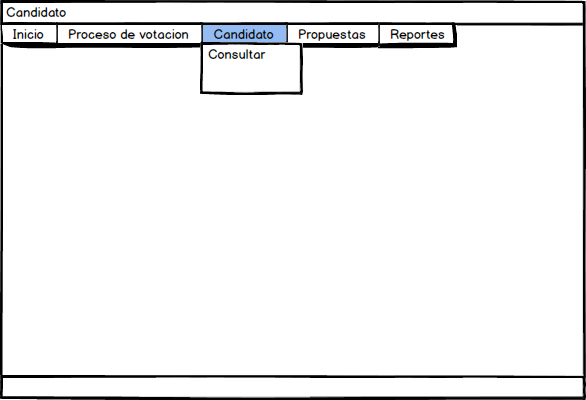 Candidato
Inicio Proceso de votacion Candidato Propuestas Reportes
Consultar